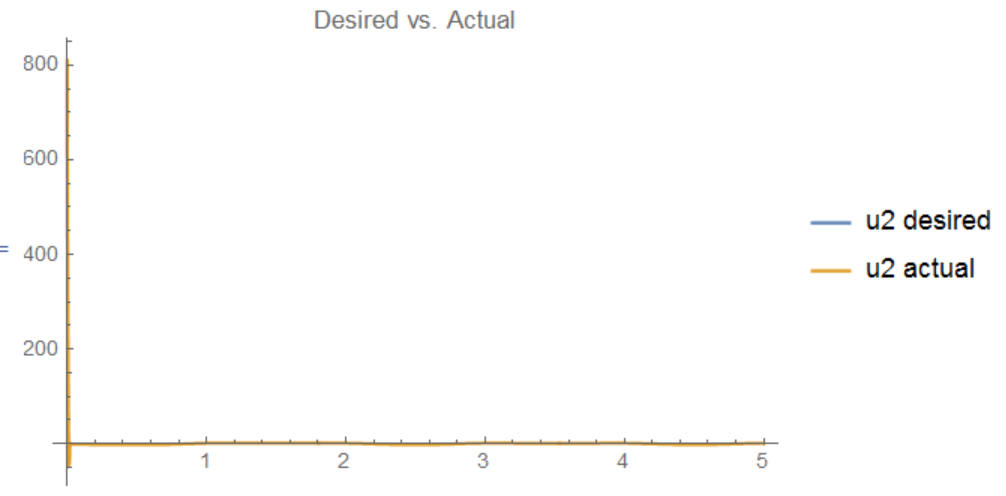 Desired vs. Actual
800
600
=
400
200
1 2 3 4 5
u2 desired
u2 actual